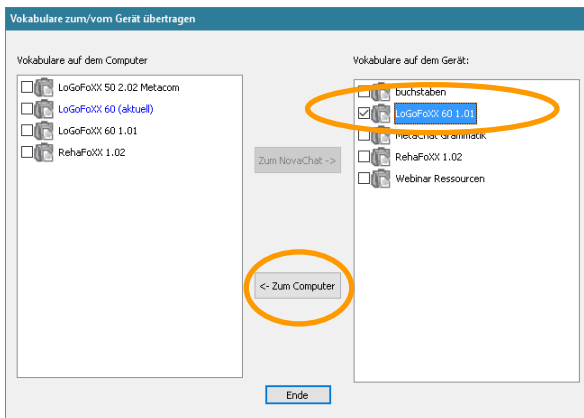 Vokabulare zum/vom Gerät übertragen
Vokabulare auf dem Computer
LoGoFoXX 50 2.02 Metacom
LoGoFoXX 60 (aktuell)
LoGoFoXX 60 1.01
RehaFoXX 1.02
Zum NovaChat ->
<- Zum Computer
Vokabulare auf dem Gerät:
buchstaben
LoGoFoXX 60 1.01
MetaChat Grammatik
RehaFoXX 1.02
Webinar Ressourcen
Ende